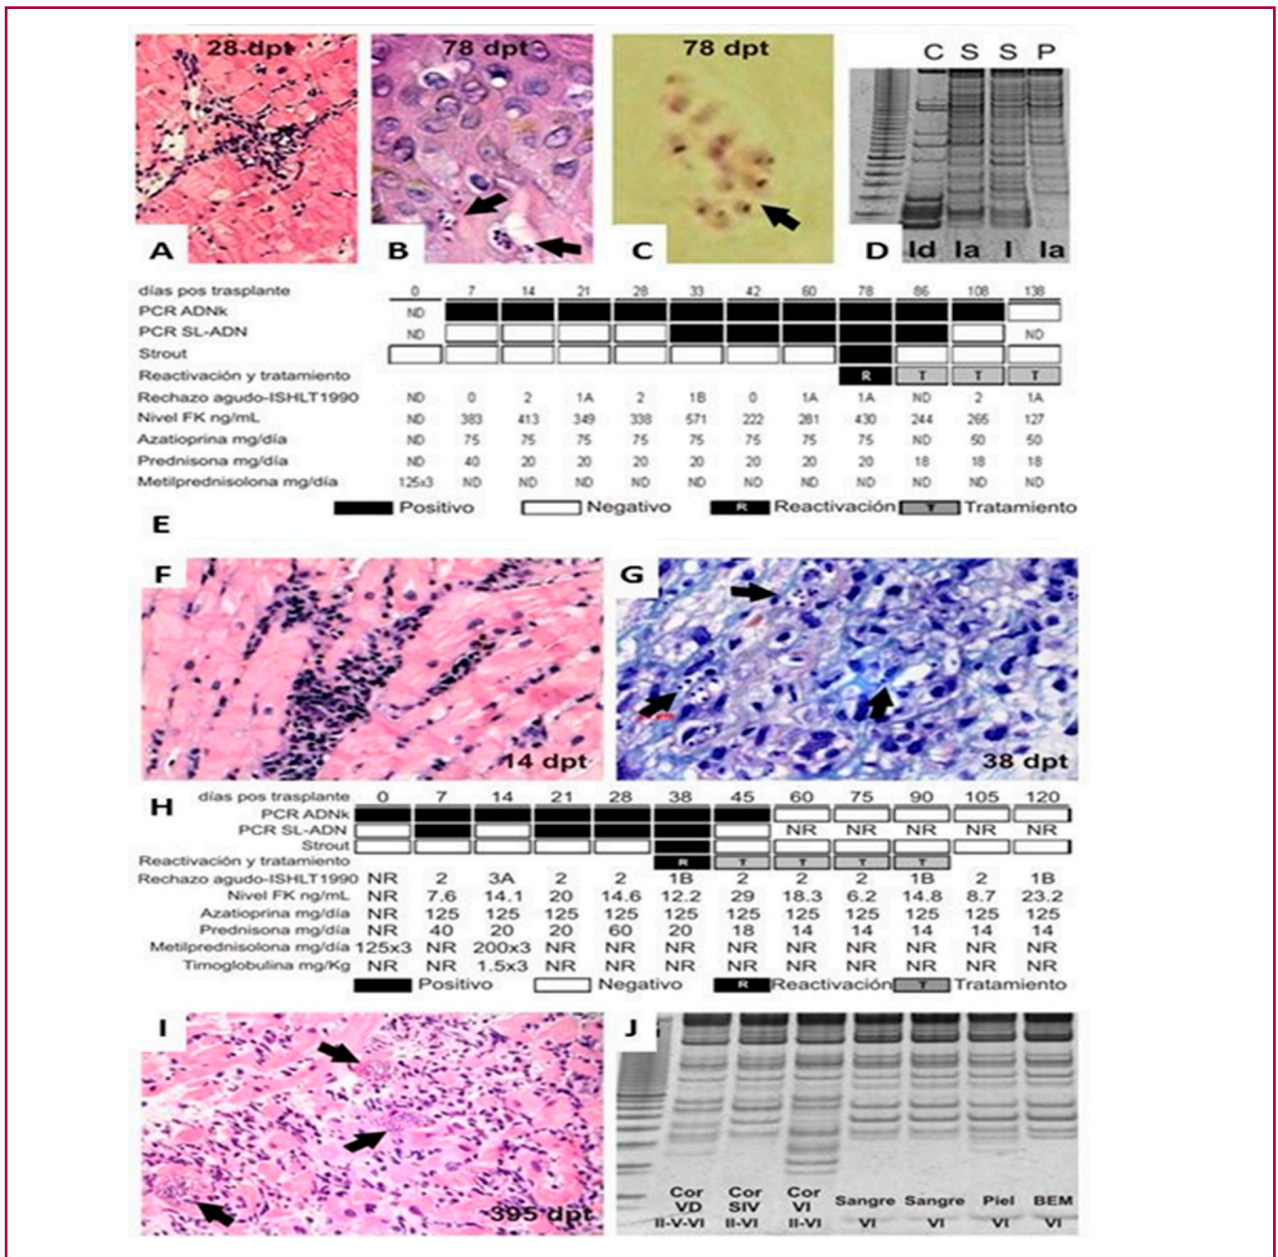 28 dpt
78 dpt
78 dpt
C S S P
A
B
C
D
Id Ia I Ia
días pos trasplante 0 7 14 21 28 33 42 60 78 86 108 138
PCR ADNk ND
PCR SL-ADN ND ND
Strout
Reactivación y tratamiento R T T T
Rechazo agudo-ISHLT1990 ND 0 2 1A 2 1B 0 1A 1A ND 2 1A
Nivel FK ng/mL ND 383 413 349 338 571 222 281 430 244 265 127
Azatioprina mg/día ND 75 75 75 75 75 75 75 75 ND 50 50
Prednisona mg/día ND 40 20 20 20 20 20 20 20 18 18 18
Metilprednisolona mg/día 125x3 ND ND ND ND ND ND ND ND ND ND ND
Positivo Negativo R Reactivación T Tratamiento
E
F
14 dpt
G
38 dpt
H
días pos trasplante 0 7 14 21 28 38 45 60 75 90 105 120
PCR ADNk
PCR SL-ADN NR NR NR NR NR
Strout
Reactivación y tratamiento R T T T T
Rechazo agudo-ISHLT1990 NR 2 3A 2 2 1B 2 2 2 1B 2 1B
Nivel FK ng/mL NR 7.6 14.1 20 14.6 12.2 29 18.3 6.2 14.8 8.7 23.2
Azatioprina mg/día NR 125 125 125 125 125 125 125 125 125 125 125
Prednisona mg/día NR 40 20 20 60 20 18 14 14 14 14 14
Metilprednisolona mg/día 125x3 NR 200x3 NR NR NR NR NR NR NR NR NR
Timoglobulina mg/Kg NR NR 1.5x3 NR NR NR NR NR NR NR NR NR
Positivo Negativo R Reactivación T Tratamiento
I
395 dpt
J
Cor Cor Cor
VD SIV VI Sangre Sangre Piel BEM
II-V-VI II-VI II-VI VI VI VI VI